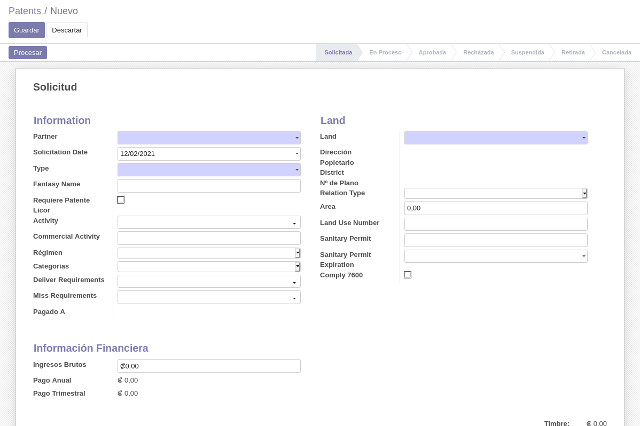 Patents / Nuevo
Guardar Descartar
Procesar
Solicitada En Proceso Aprobada Rechazada Suspendida Retirada Cancelada
Solicitud
Information
Partner
Solicitation Date 12/02/2021
Type
Fantasy Name
Requiere Patente
Licor
Activity
Commercial Activity
Régimen
Categorías
Deliver Requirements
Miss Requirements
Pagado A
Land
Land
Dirección
Popietario
District
Nº de Plano
Relation Type
Area 0,00
Land Use Number
Sanitary Permit
Sanitary Permit
Expiration
Comply 7600
Información Financiera
Ingresos Brutos ₡0,00
Pago Anual ₡ 0,00
Pago Trimestral ₡ 0,00
Timbre: ₡ 0,00